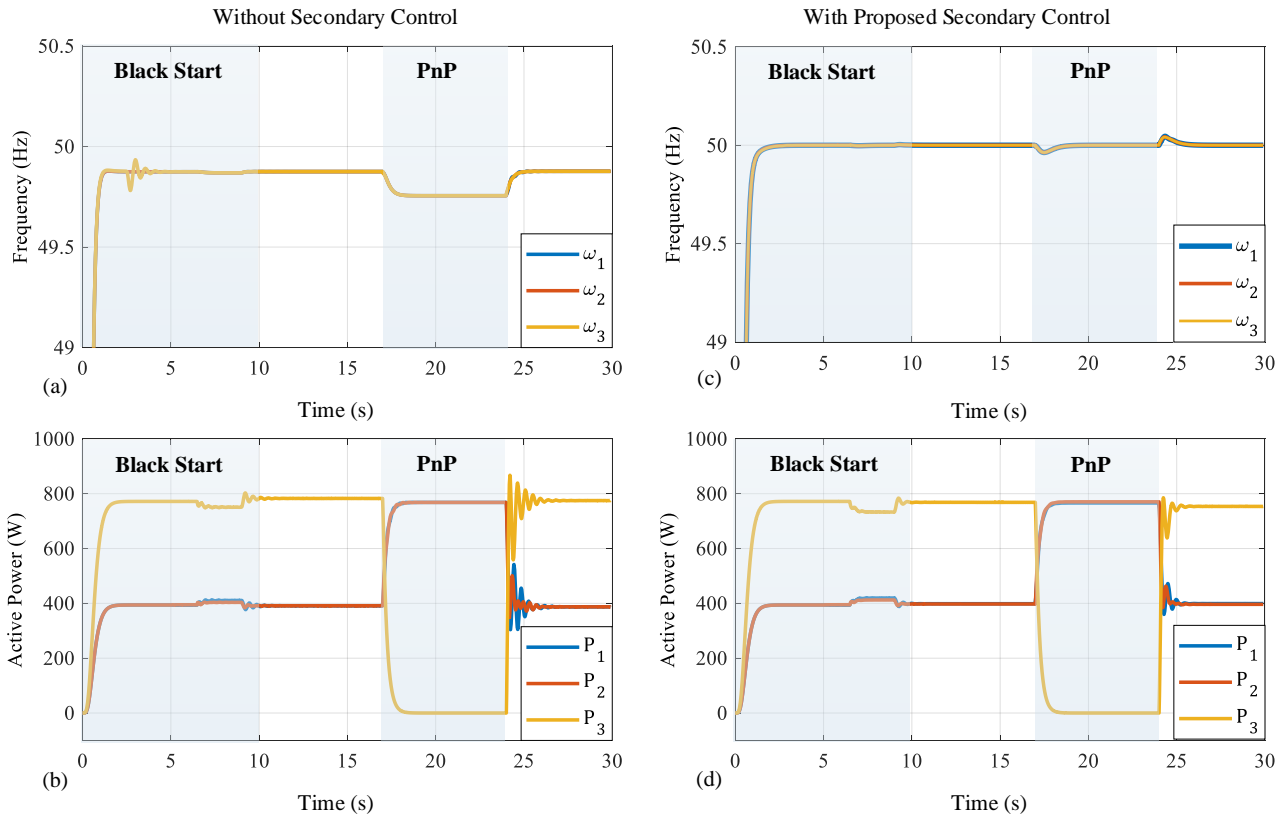 Without Secondary Control
With Proposed Secondary Control
50.5
50
49.5
49
Frequency (Hz)
Black Start
PnP
ω1
ω2
ω3
0 5 10 15 20 25 30
(a)
Time (s)
50.5
50
49.5
49
Frequency (Hz)
Black Start
PnP
ω1
ω2
ω3
0 5 10 15 20 25 30
(c)
Time (s)
1000
800
600
400
200
0
Active Power (W)
Black Start
PnP
P1
P2
P3
0 5 10 15 20 25 30
(b)
Time (s)
1000
800
600
400
200
0
Active Power (W)
Black Start
PnP
P1
P2
P3
0 5 10 15 20 25 30
(d)
Time (s)